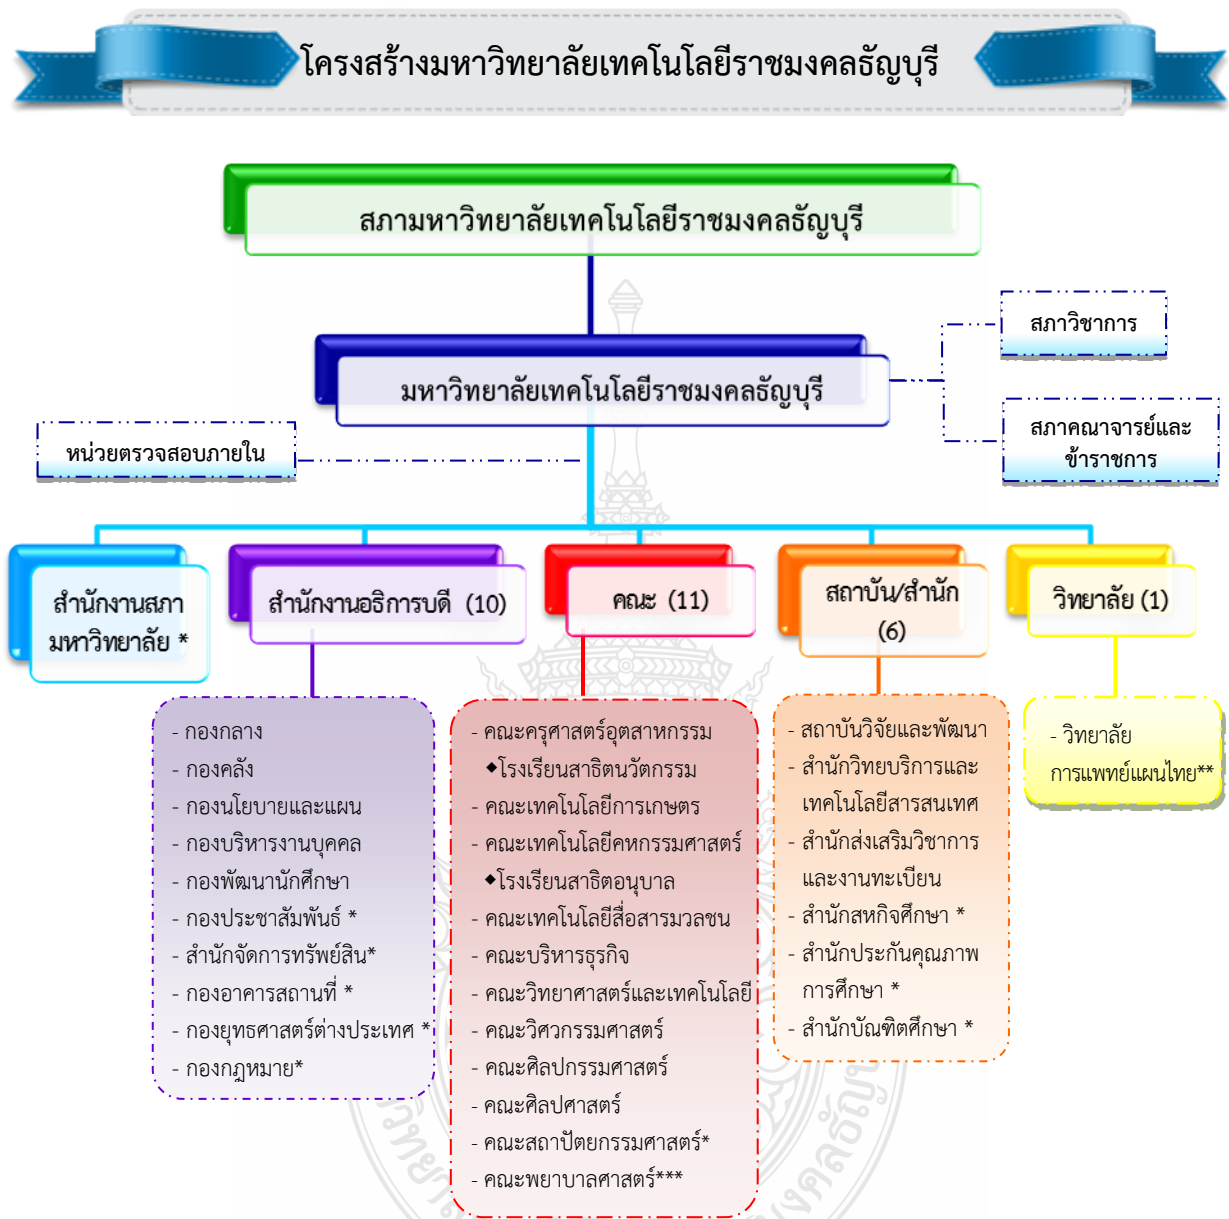 โครงสร้างมหาวิทยาลัยเทคโนโลยีราชมงคลธัญบุรี
สภามหาวิทยาลัยเทคโนโลยีราชมงคลธัญบุรี
สภาวิชาการ
มหาวิทยาลัยเทคโนโลยีราชมงคลธัญบุรี
สภาคณาจารย์และ
ข้าราชการ
หน่วยตรวจสอบภายใน
สำนักงานสภา
มหาวิทยาลัย *
สำนักงานอธิการบดี (10)
คณะ (11)
สถาบัน/สำนัก
(6)
วิทยาลัย (1)
- กองกลาง
- กองคลัง
- กองนโยบายและแผน
- กองบริหารงานบุคคล
- กองพัฒนานักศึกษา
- กองประชาสัมพันธ์ *
- สำนักจัดการทรัพย์สิน*
- กองอาคารสถานที่ *
- กองยุทธศาสตร์ต่างประเทศ *
- กองกฎหมาย*
- คณะครุศาสตร์อุตสาหกรรม
◆โรงเรียนสาธิตนวัตกรรม
- คณะเทคโนโลยีการเกษตร
- คณะเทคโนโลยีคหกรรมศาสตร์
◆โรงเรียนสาธิตอนุบาล
- คณะเทคโนโลยีสื่อสารมวลชน
- คณะบริหารธุรกิจ
- คณะวิทยาศาสตร์และเทคโนโลยี
- คณะวิศวกรรมศาสตร์
- คณะศิลปกรรมศาสตร์
- คณะศิลปศาสตร์
- คณะสถาปัตยกรรมศาสตร์*
- คณะพยาบาลศาสตร์***
- สถาบันวิจัยและพัฒนา
- สำนักวิทยบริการและ
เทคโนโลยีสารสนเทศ
- สำนักส่งเสริมวิชาการ
และงานทะเบียน
- สำนักสหกิจศึกษา *
- สำนักประกันคุณภาพ
การศึกษา *
- สำนักบัณฑิตศึกษา *
- วิทยาลัย
การแพทย์แผนไทย**